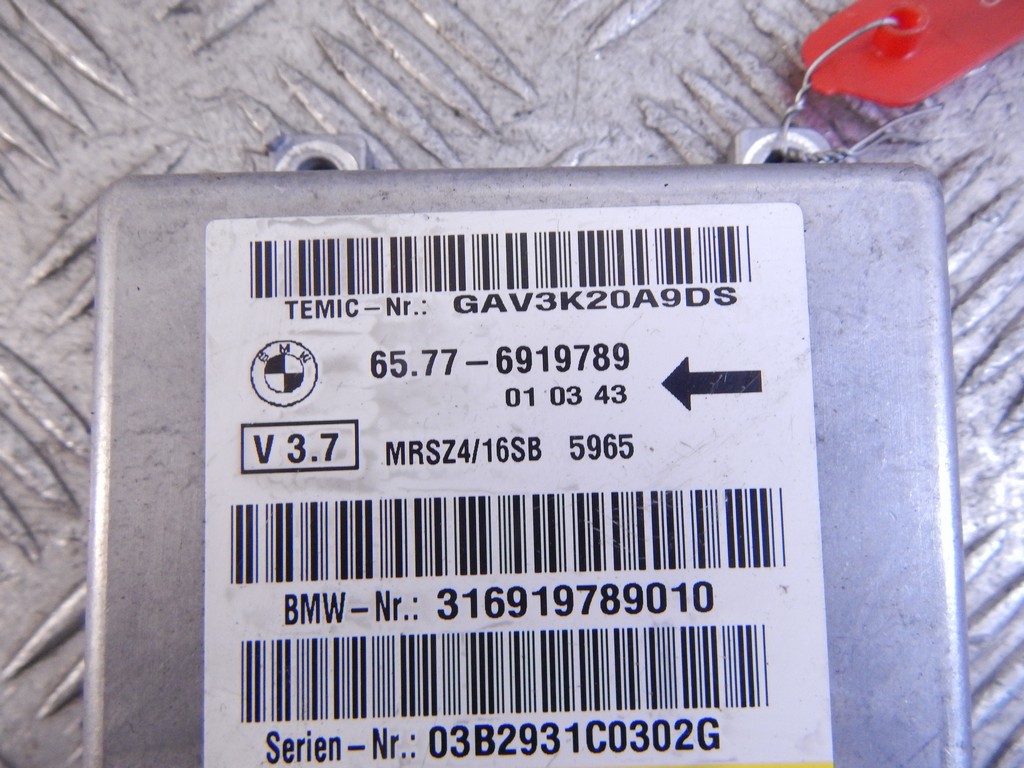 TEMIC-Nr.: GAV3K20A9DS
BMW
65.77-6919789
01 03 43
V 3.7 MRSZ4/16SB 5965
BMW-Nr.: 316919789010
Serien-Nr.: 03B2931C0302G